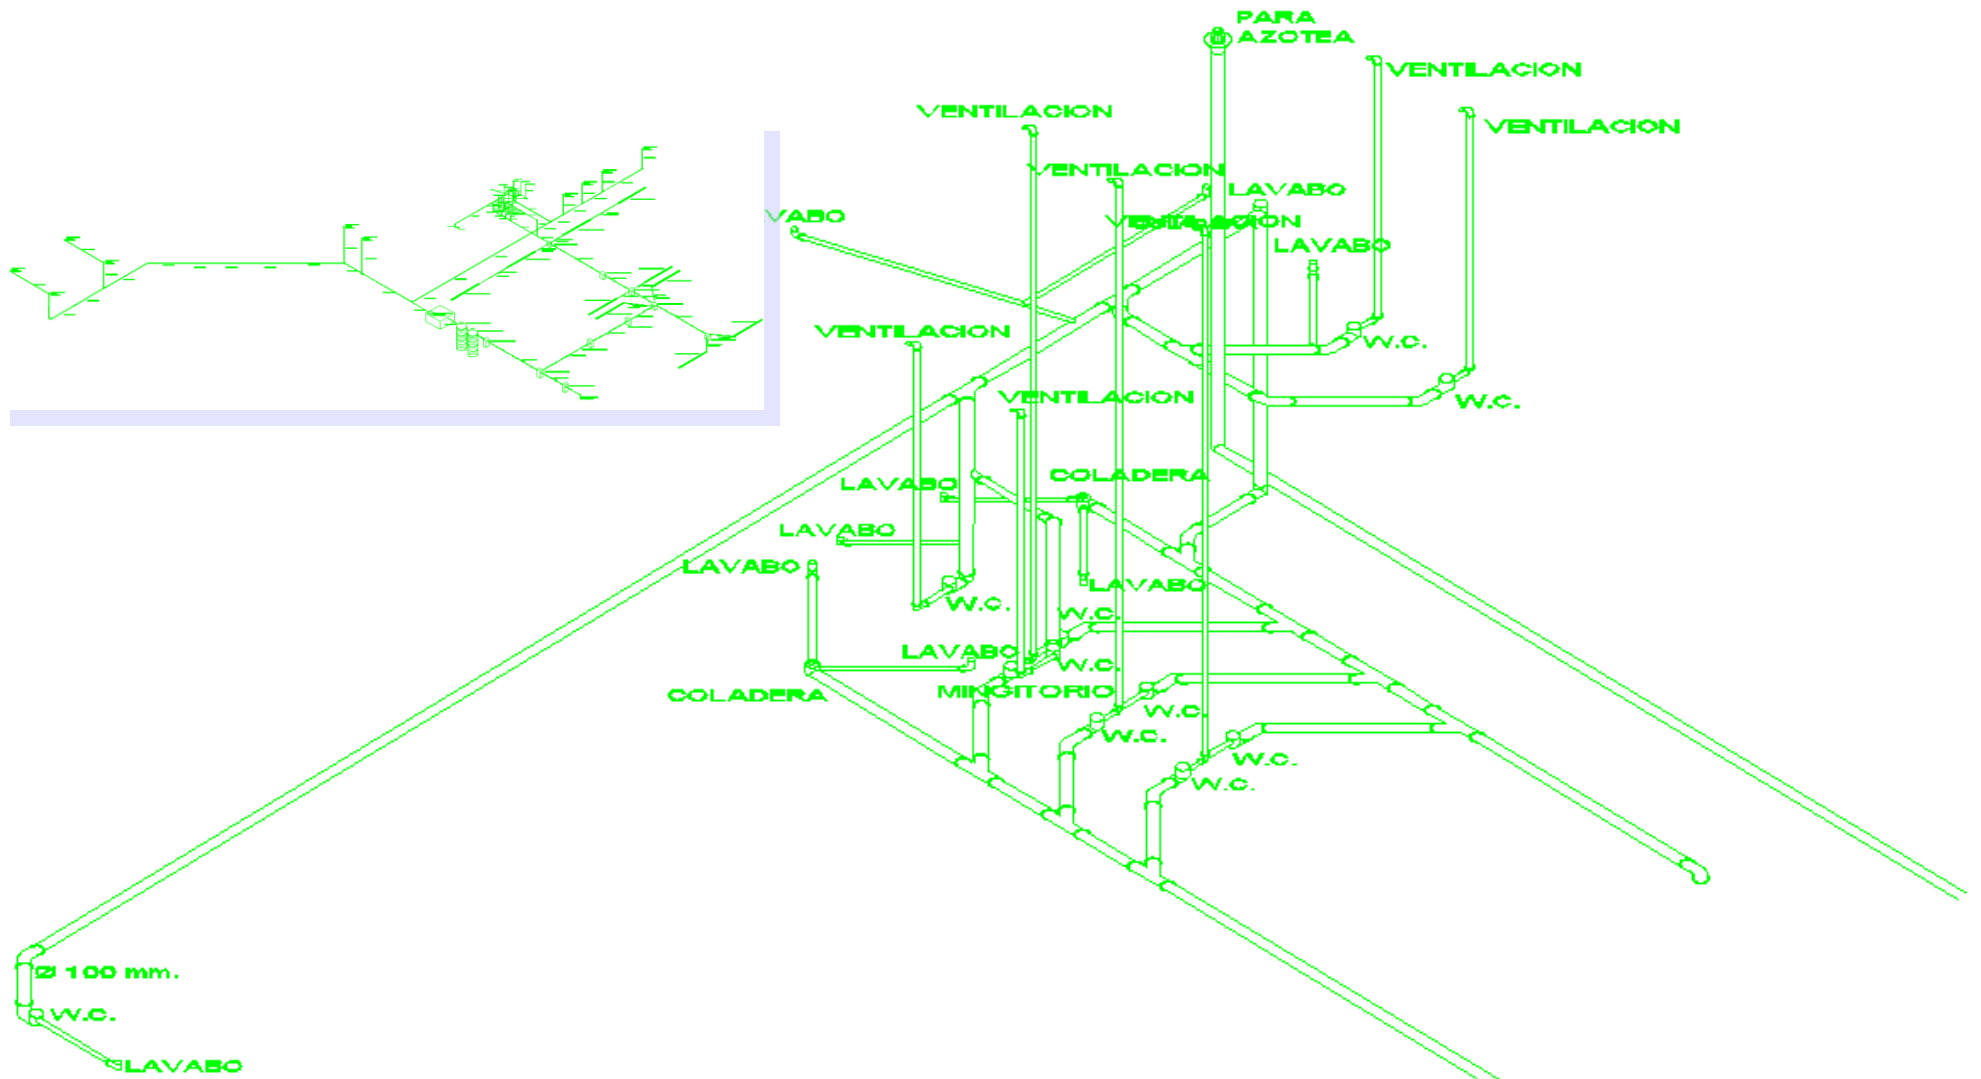 PARA
AZOTEA
VENTILACION
VENTILACION
VENTILACION
VENTILACION
LAVABO
VABO
VENTILACION
LAVABO
VENTILACION
W.C.
VENTILACION
W.C.
COLADERA
LAVABO
LAVABO
LAVABO
LAVABO
W.C.
W.C.
LAVABO
W.C.
MINGITORIO
COLADERA
W.C.
W.C.
W.C.
W.C.
Ø 100 mm.
W.C.
LAVABO